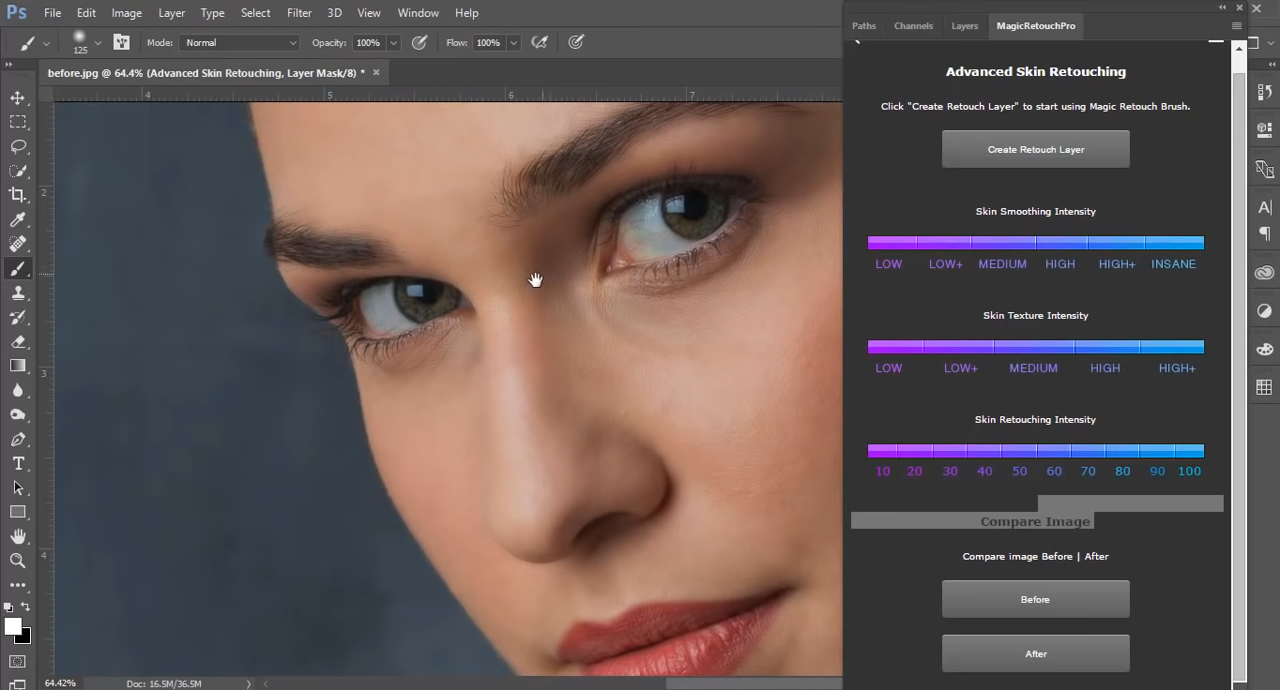 Ps File Edit Image Layer Type Select Filter 3D View Window Help
125 Mode: Normal Opacity: 100% Flow: 100%
before.jpg @ 64.4% (Advanced Skin Retouching, Layer Mask/8) * ×
4 5 6 7
2
3
4
64.42% Doc: 16.5M/36.5M
Paths Channels Layers MagicRetouchPro
Advanced Skin Retouching
Click "Create Retouch Layer" to start using Magic Retouch Brush.
Create Retouch Layer
Skin Smoothing Intensity
LOW LOW+ MEDIUM HIGH HIGH+ INSANE
Skin Texture Intensity
LOW LOW+ MEDIUM HIGH HIGH+
Skin Retouching Intensity
10 20 30 40 50 60 70 80 90 100
Compare Image
Compare image Before | After
Before
After